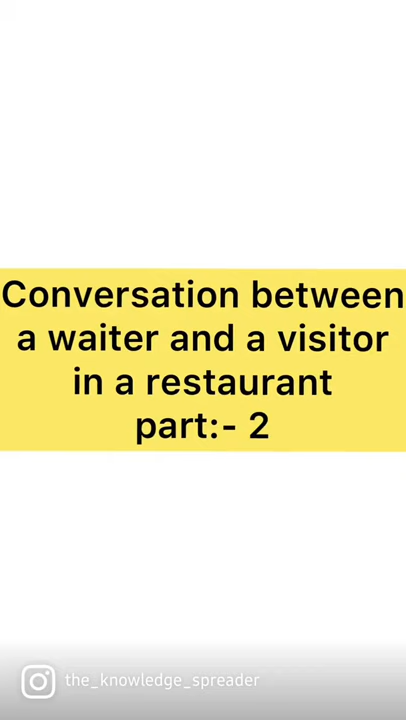 Conversation between
a waiter and a visitor
in a restaurant
part:- 2
the_knowledge_spreader